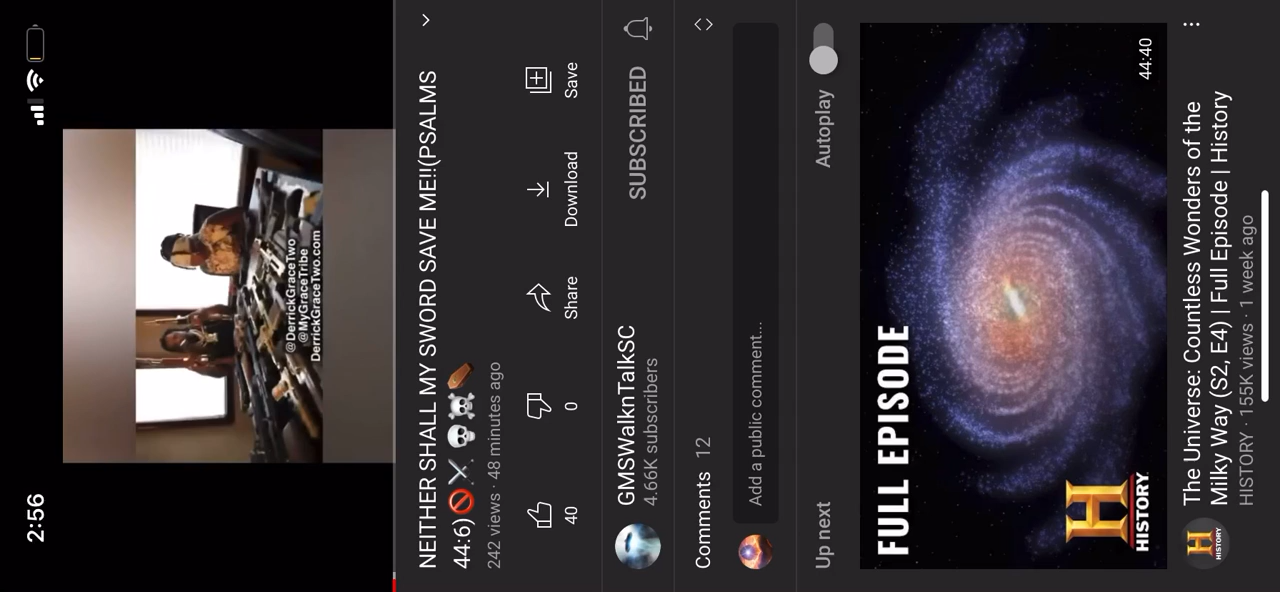 2:56
@DerrickGraceTwo
@MyGraceTribe
DerrickGraceTwo.com
NEITHER SHALL MY SWORD SAVE ME!!(PSALMS
44:6) 🚫⚔️💀☠️⚰️
242 views · 48 minutes ago
40
0
Share
Download
Save
GMSWalknTalkSC
4.66K subscribers
SUBSCRIBED
Comments 12
Add a public comment...
Up next
Autoplay
FULL EPISODE
H
HISTORY
44:40
H
HISTORY
The Universe: Countless Wonders of the
Milky Way (S2, E4) | Full Episode | History
HISTORY · 155K views · 1 week ago